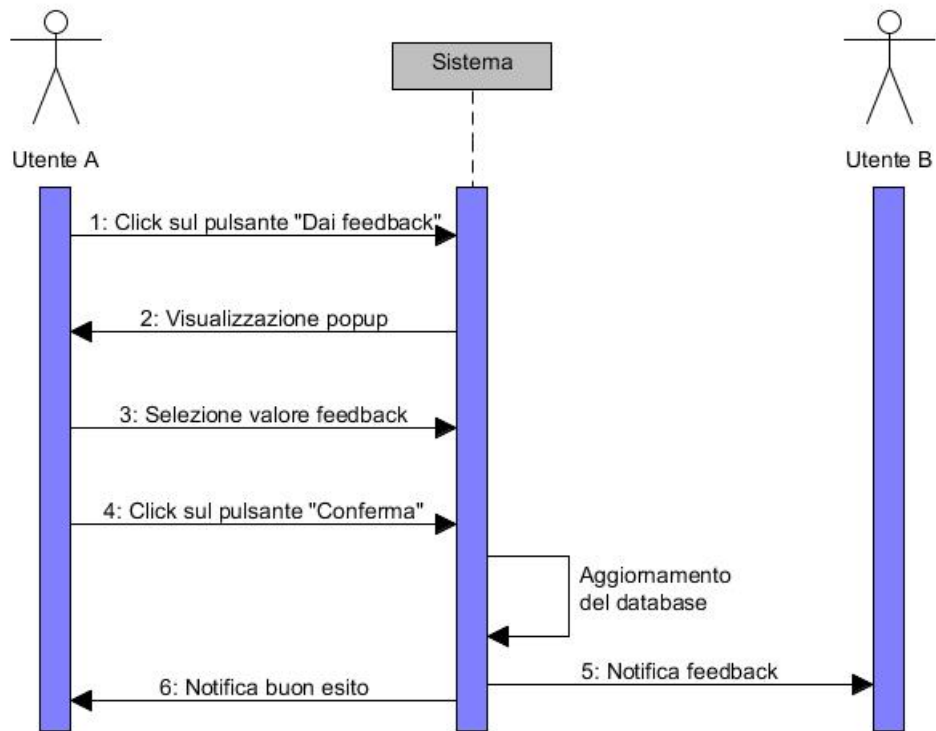 Sistema
Utente A
Utente B
1: Click sul pulsante "Dai feedback"
2: Visualizzazione popup
3: Selezione valore feedback
4: Click sul pulsante "Conferma"
Aggiornamento
del database
5: Notifica feedback
6: Notifica buon esito